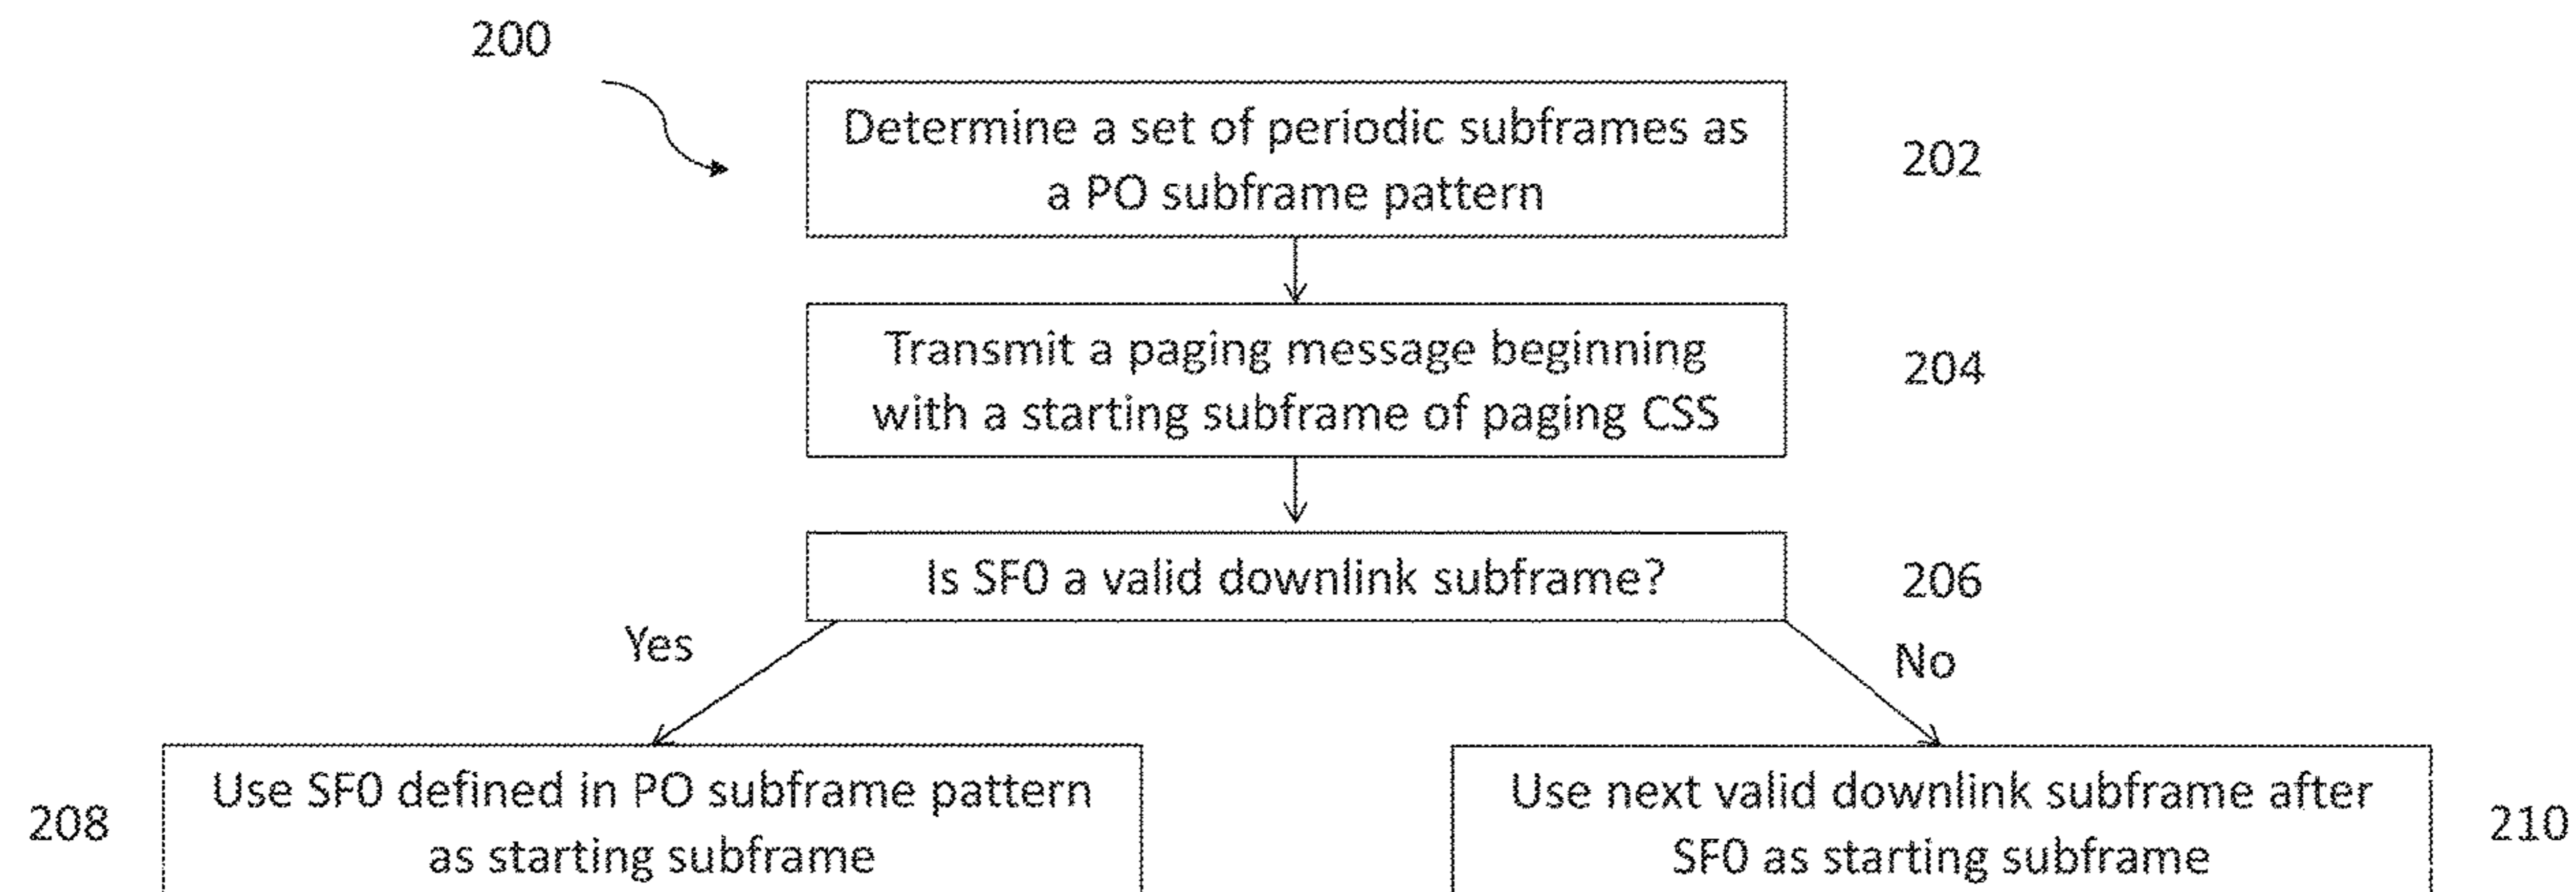 200
Determine a set of periodic subframes as
a PO subframe pattern
202
Transmit a paging message beginning
with a starting subframe of paging CSS
204
Is SF0 a valid downlink subframe?
206
Yes
No
208
Use SF0 defined in PO subframe pattern
as starting subframe
Use next valid downlink subframe after
SF0 as starting subframe
210